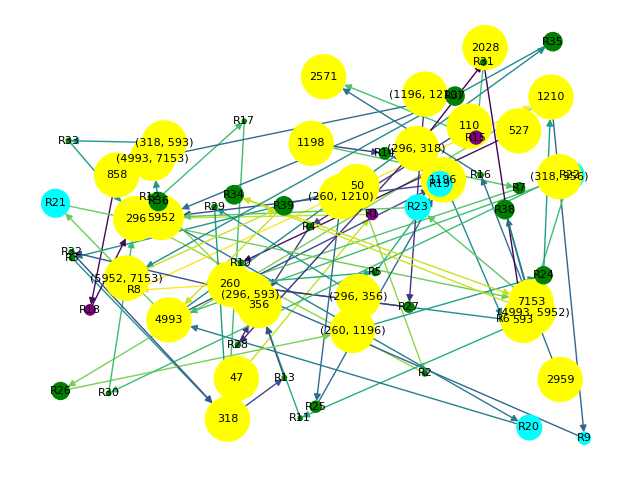 2028
R35
R31
2571
(1196, 1210)
R37
1210
110
R15
527
R17
R33
(318, 593)
1198
R14
(296, 318)
(4993, 7153)
858
R16
(318, 356)
R22
1196
R19
R7
50
R34
R12
R36
(260, 1210)
R21
R29
R39
R23
R38
R1
296
5952
R4
R32
R3
R10
R5
R24
(5952, 7153)
R8
260
(296, 593)
(296, 356)
356
7153
R18
R27
(4993, 5952)
4993
R6
593
(260, 1196)
R28
R2
47
R13
2959
R26
R30
R25
318
R11
R20
R9